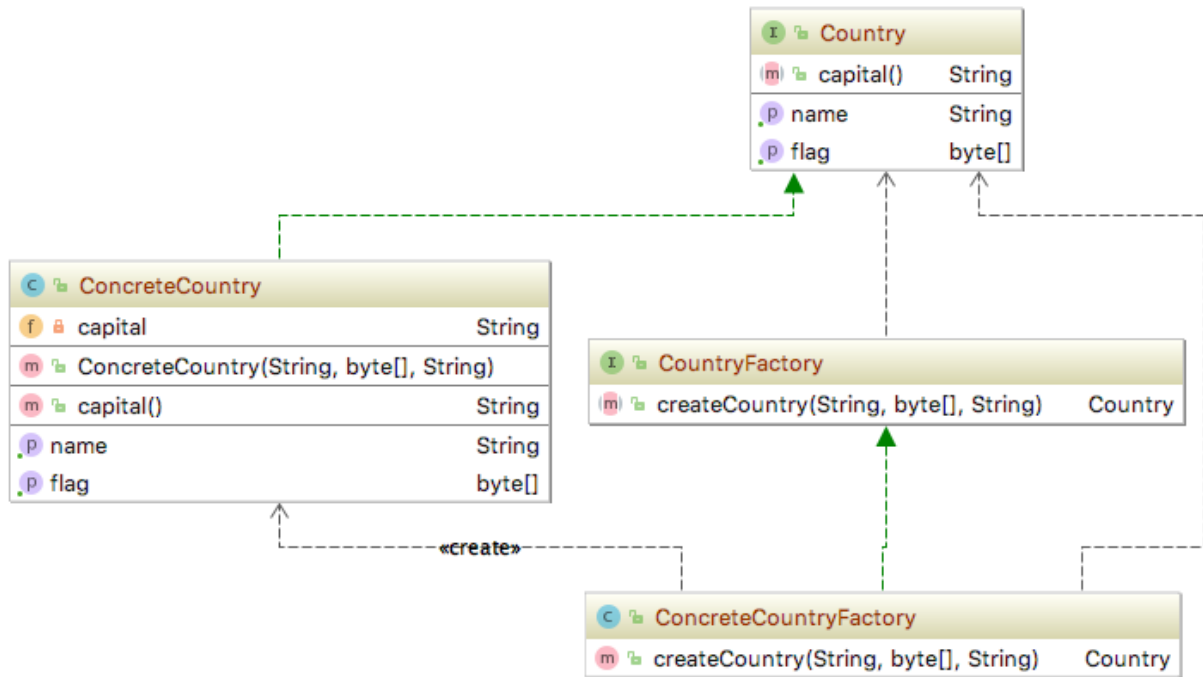 I Country
m capital() String
p name String
p flag byte[]
C ConcreteCountry
f capital String
m ConcreteCountry(String, byte[], String)
m capital() String
p name String
p flag byte[]
I CountryFactory
m createCountry(String, byte[], String) Country
«create»
C ConcreteCountryFactory
m createCountry(String, byte[], String) Country